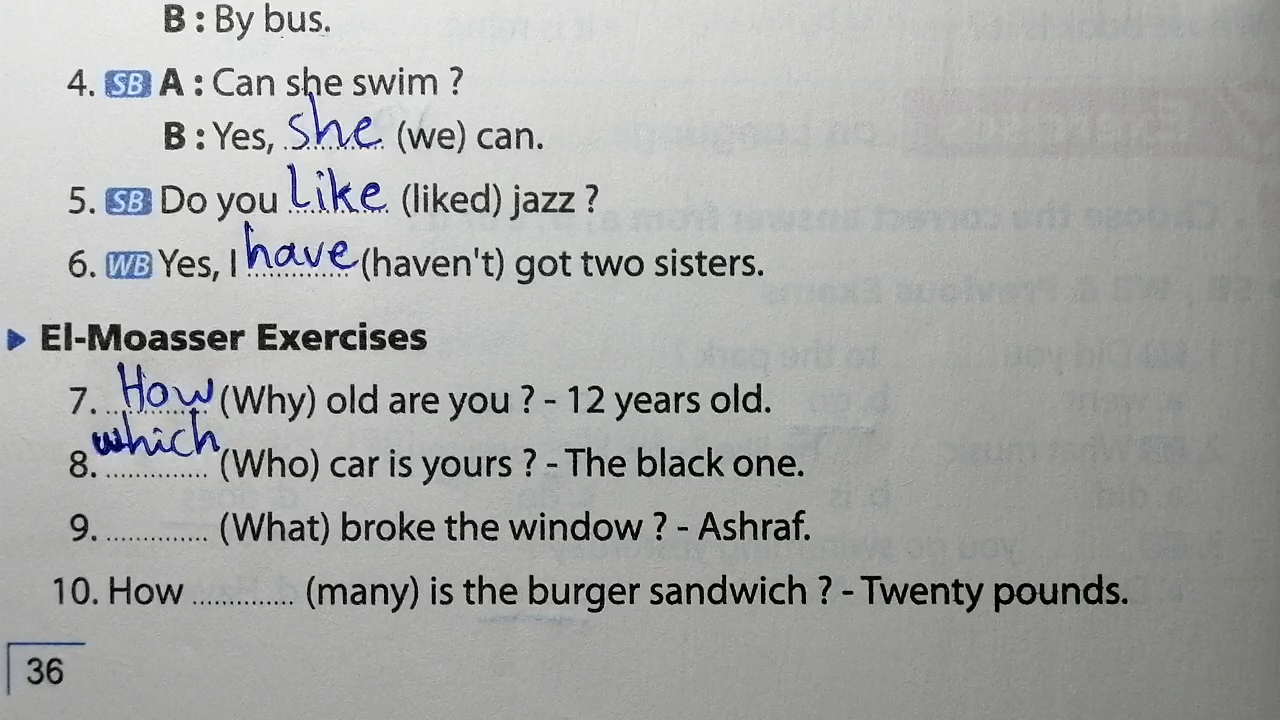 B : By bus.
4. SB A : Can she swim ?
B : Yes, she (we) can.
5. SB Do you like (liked) jazz ?
6. WB Yes, I have (haven't) got two sisters.
El-Moasser Exercises
7. How (Why) old are you ? - 12 years old.
8. which (Who) car is yours ? - The black one.
9. ............. (What) broke the window ? - Ashraf.
10. How ............. (many) is the burger sandwich ? - Twenty pounds.
36